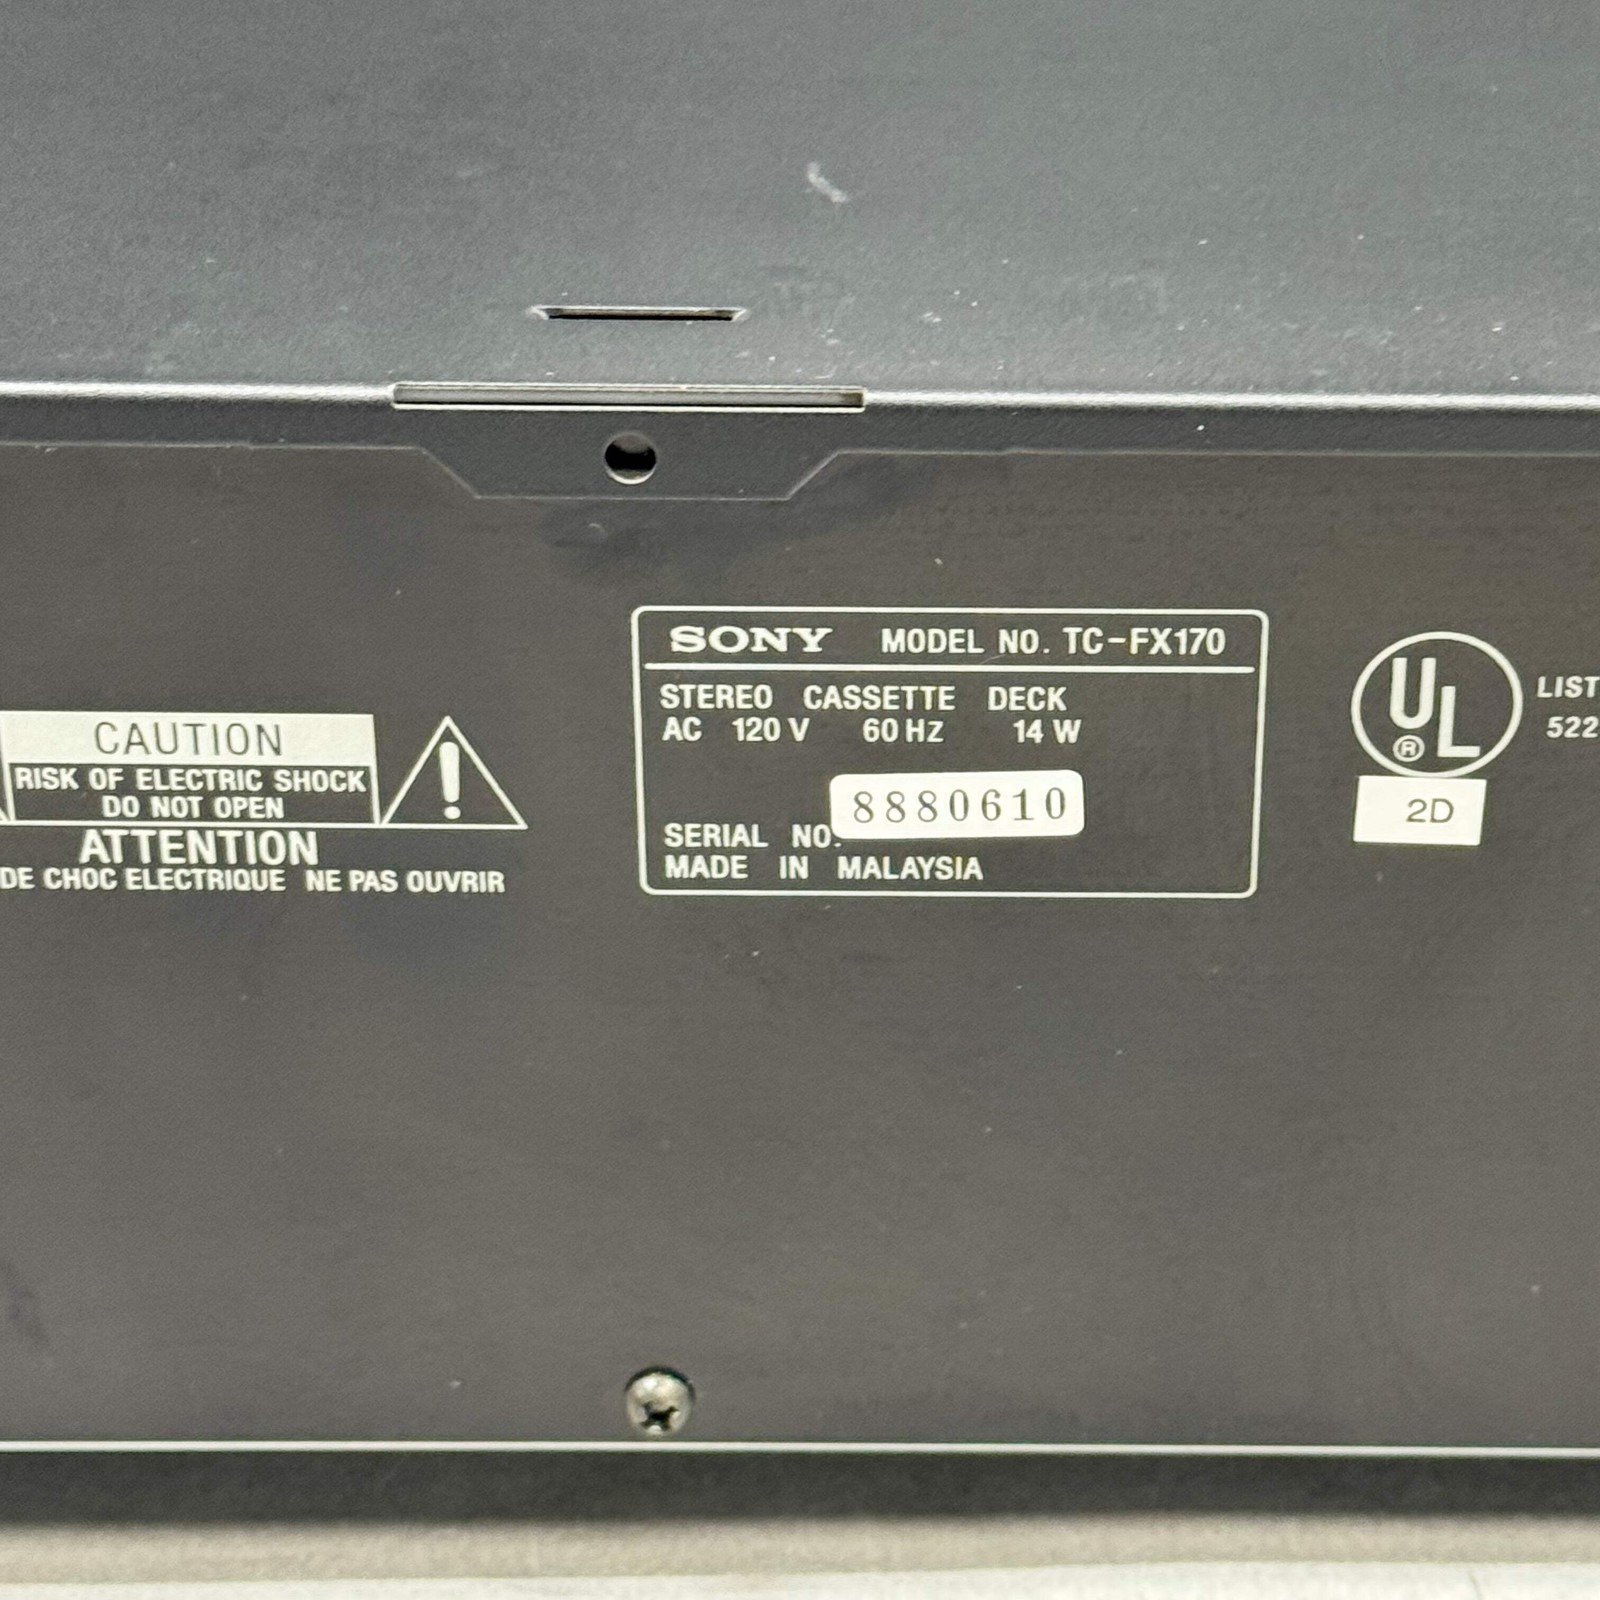 SONY MODEL NO. TC-FX170
STEREO CASSETTE DECK
AC 120 V 60 Hz 14 W
8880610
SERIAL NO.
MADE IN MALAYSIA
CAUTION
RISK OF ELECTRIC SHOCK
DO NOT OPEN
!
ATTENTION
DE CHOC ELECTRIQUE NE PAS OUVRIR
UL
®
LIST
522
2D